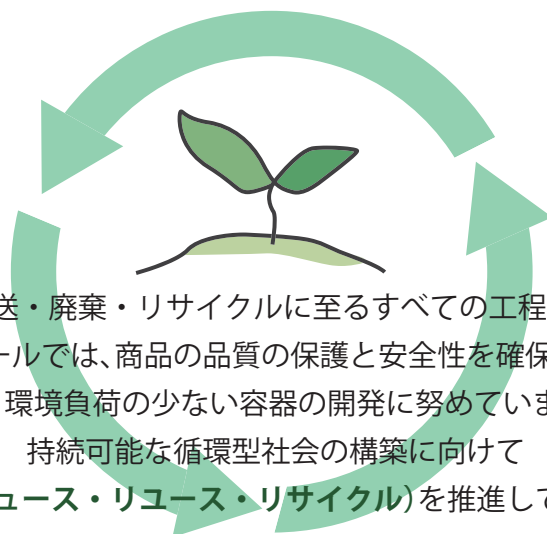 送・廃棄・リサイクルに至るすべての工程
ールでは、商品の品質の保護と安全性を確保
環境負荷の少ない容器の開発に努めていま
持続可能な循環型社会の構築に向けて
ュース・リユース・リサイクル）を推進して